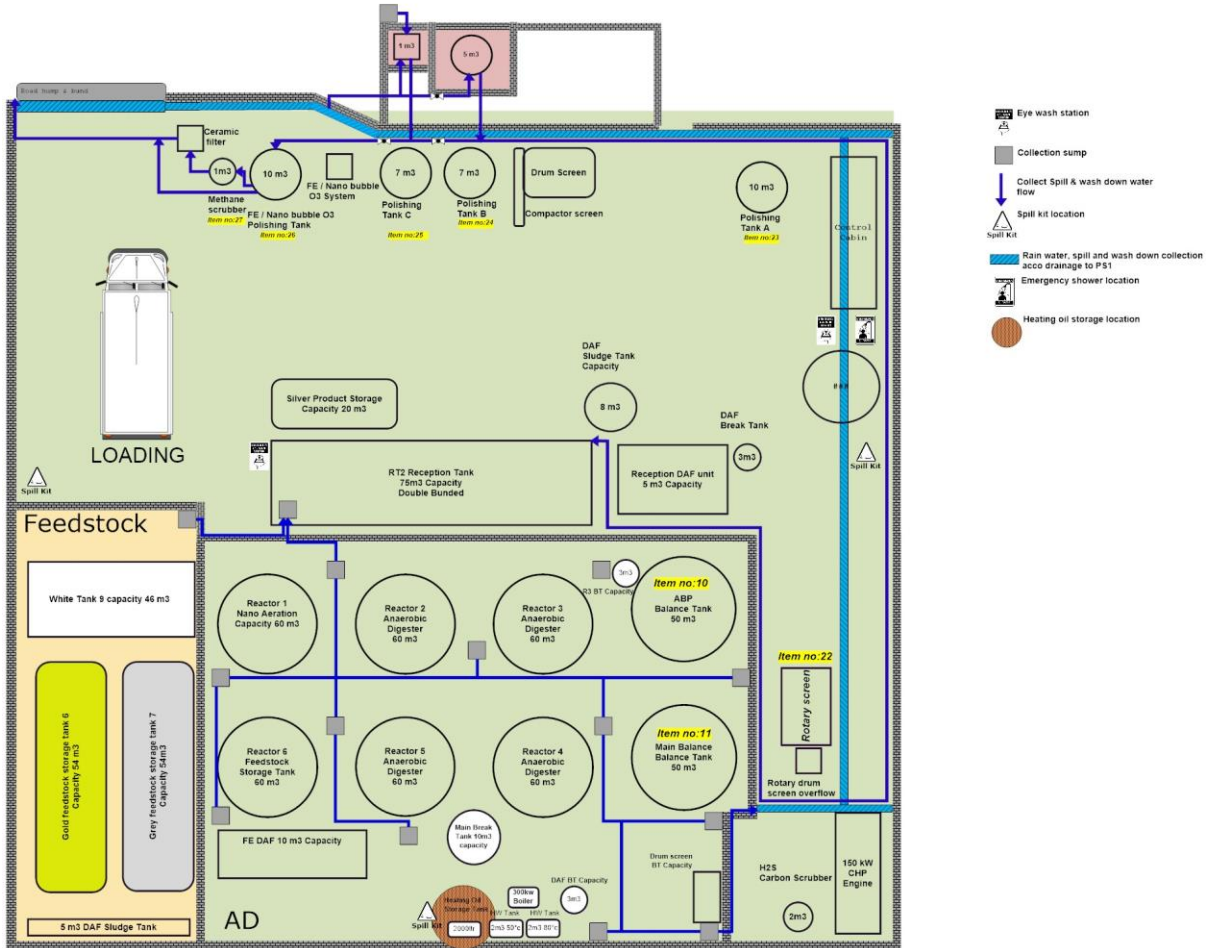 1 m3
5 m3
Road hump & bund
Ceramic
filter
1m3
Methane
scrubber
Item no:27
10 m3
FE / Nano bubble O3
Polishing Tank
Item no:26
FE / Nano bubble
O3 System
7 m3
Polishing
Tank C
Item no:25
7 m3
Polishing
Tank B
Item no:24
Drum Screen
Compactor screen
10 m3
Polishing
Tank A
Item no:23
Control
Cabin
Eye wash station
Collection sump
Collect Spill & wash down water
flow
Spill kit location
Spill Kit
Rain water, spill and wash down collection
acco drainage to PS1
Emergency shower location
Heating oil storage location
LOADING
Spill Kit
Silver Product Storage
Capacity 20 m3
DAF
Sludge Tank
Capacity
8 m3
DAF
Break Tank
3m3
###
RT2 Reception Tank
75m3 Capacity
Double Bunded
Reception DAF unit
5 m3 Capacity
Spill Kit
Feedstock
White Tank 9 capacity 46 m3
Gold feedstock storage tank 6
Capacity 54 m3
Grey feedstock storage tank 7
Capacity 54m3
5 m3 DAF Sludge Tank
Reactor 1
Nano Aeration
Capacity 60 m3
Reactor 2
Anaerobic
Digester
60 m3
Reactor 3
Anaerobic
Digester
60 m3
3m3
R3 BT Capacity
Item no:10
ABP
Balance Tank
50 m3
Reactor 6
Feedstock
Storage Tank
60 m3
Reactor 5
Anaerobic
Digester
60 m3
Reactor 4
Anaerobic
Digester
60 m3
Item no:11
Main Balance
Balance Tank
50 m3
Item no:22
Rotary screen
Rotary drum
screen overflow
FE DAF 10 m3 Capacity
Main Break
Tank 10m3
capacity
AD
Spill Kit
Heating Oil
Storage Tank
2000ltr
300kw
Boiler
HW Tank
2m3 50°c
HW Tank
2m3 80°c
DAF BT Capacity
3m3
Drum screen
BT Capacity
H2S
Carbon Scrubber
2m3
150 kW
CHP
Engine